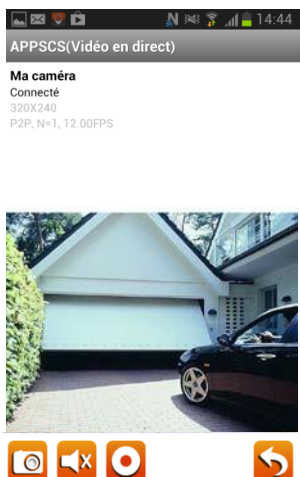 14:44
APPSCS(Vidéo en direct)
Ma caméra
Connecté
320X240
P2P, N=1, 12.00FPS